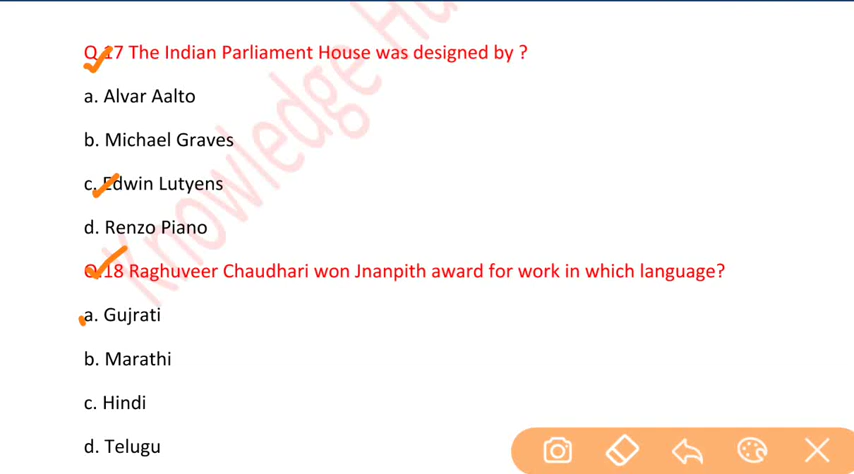 Q.17 The Indian Parliament House was designed by ?
a. Alvar Aalto
b. Michael Graves
c. Edwin Lutyens
d. Renzo Piano
Q.18 Raghuveer Chaudhari won Jnanpith award for work in which language?
a. Gujrati
b. Marathi
c. Hindi
d. Telugu
Knowledge